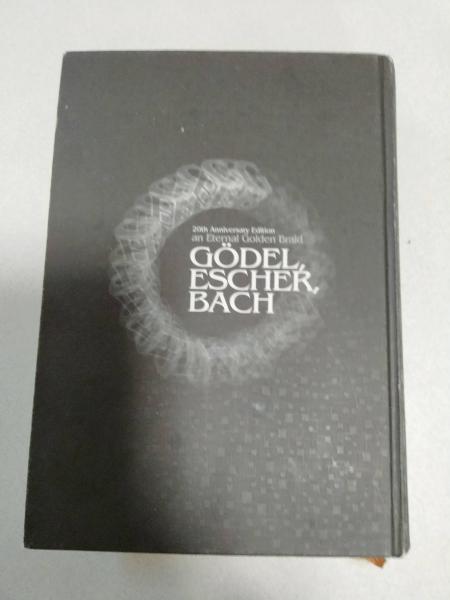 20th Anniversary Edition
an Eternal Golden Braid
GÖDEL,
ESCHER,
BACH